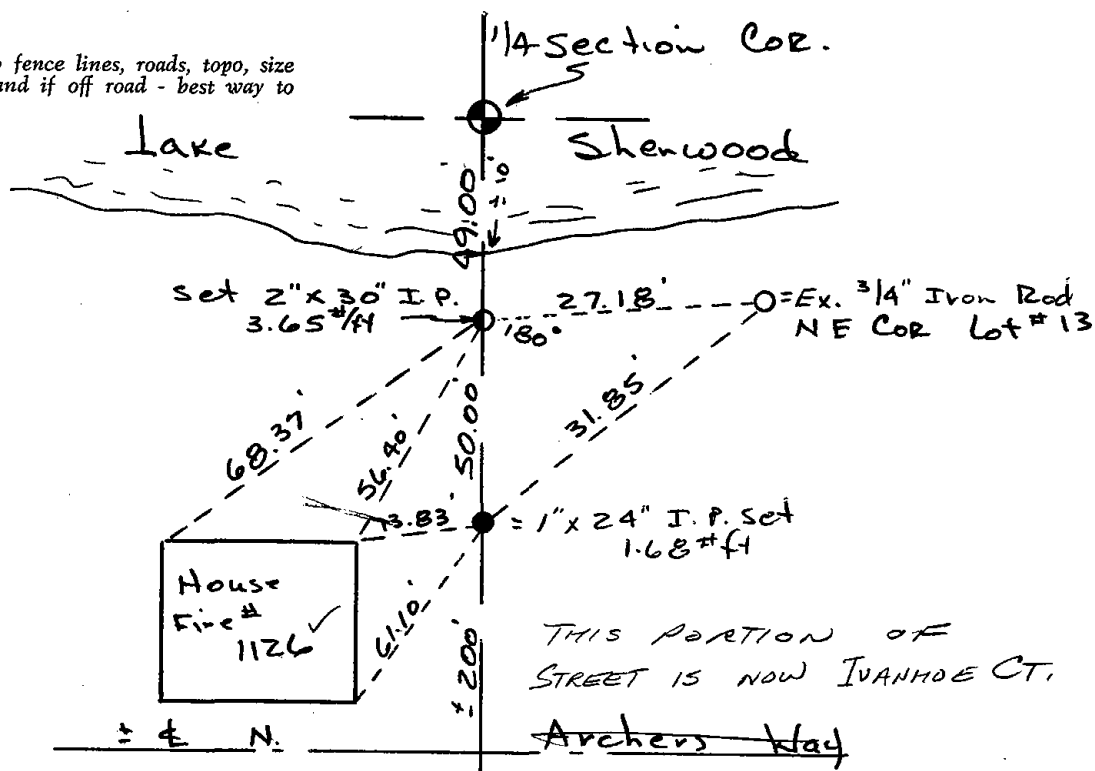 fence lines, roads, topo, size
and if off road - best way to
1/4 Section Cor.
Lake Sherwood
49.00'
± 10'
Set 2" x 30" I.P.
3.65#/ft
27.18'
180°
= Ex. 3/4" Iron Rod
NE Cor Lot #13
68.37'
56.40'
50.00'
31.85'
13.83'
= 1" x 24" I.P. Set
1.68#ft
House
Fire #
1126 ✓
61.10'
± 200'
THIS PORTION OF
STREET IS NOW IVANHOE CT.
± ℄ N. Archers Way